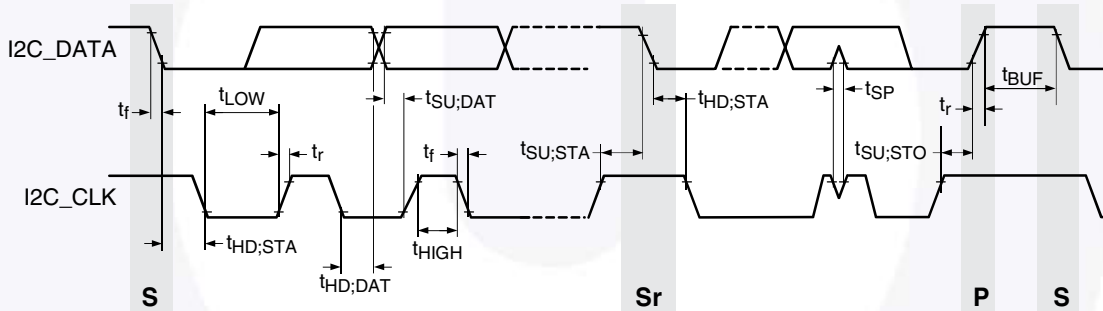 I2C_DATA
tf
tLOW
tSU;DAT
tHD;STA
tSP
tr
tBUF
tr
tf
tSU;STA
tSU;STO
I2C_CLK
tHD;STA
tHIGH
tHD;DAT
S
Sr
P
S